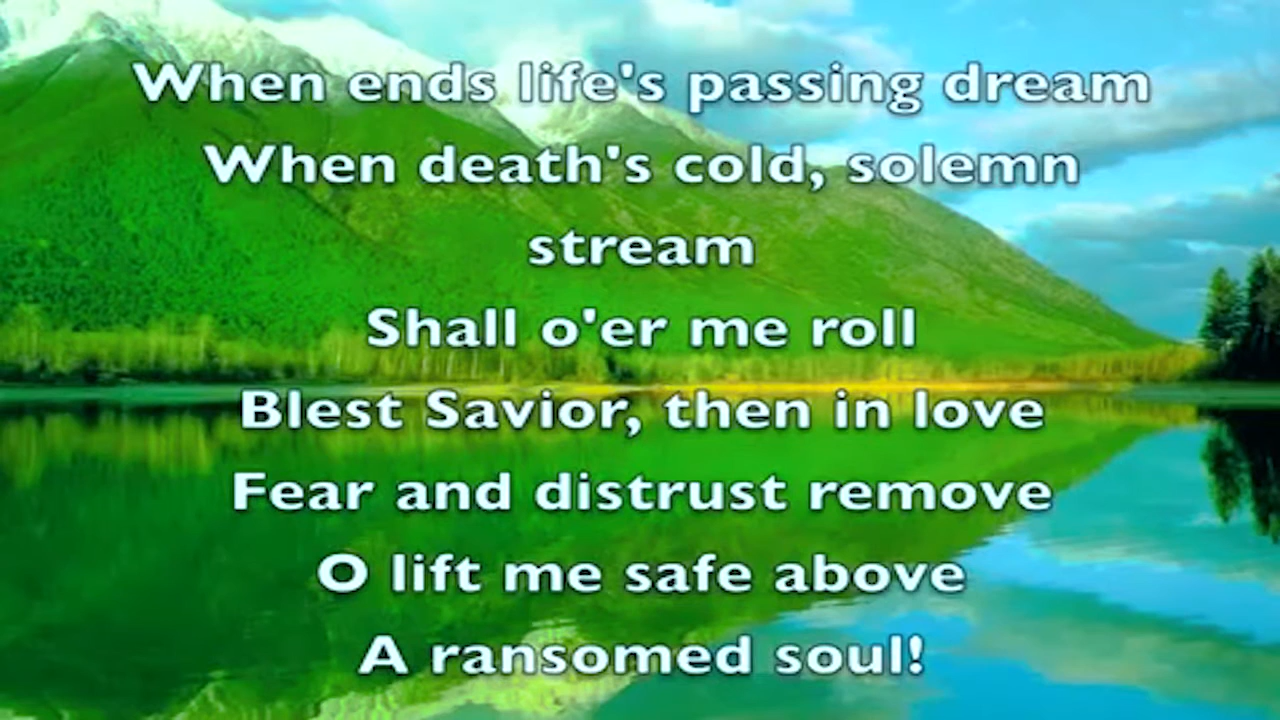 When ends life's passing dream
When death's cold, solemn
stream
Shall o'er me roll
Blest Savior, then in love
Fear and distrust remove
O lift me safe above
A ransomed soul!